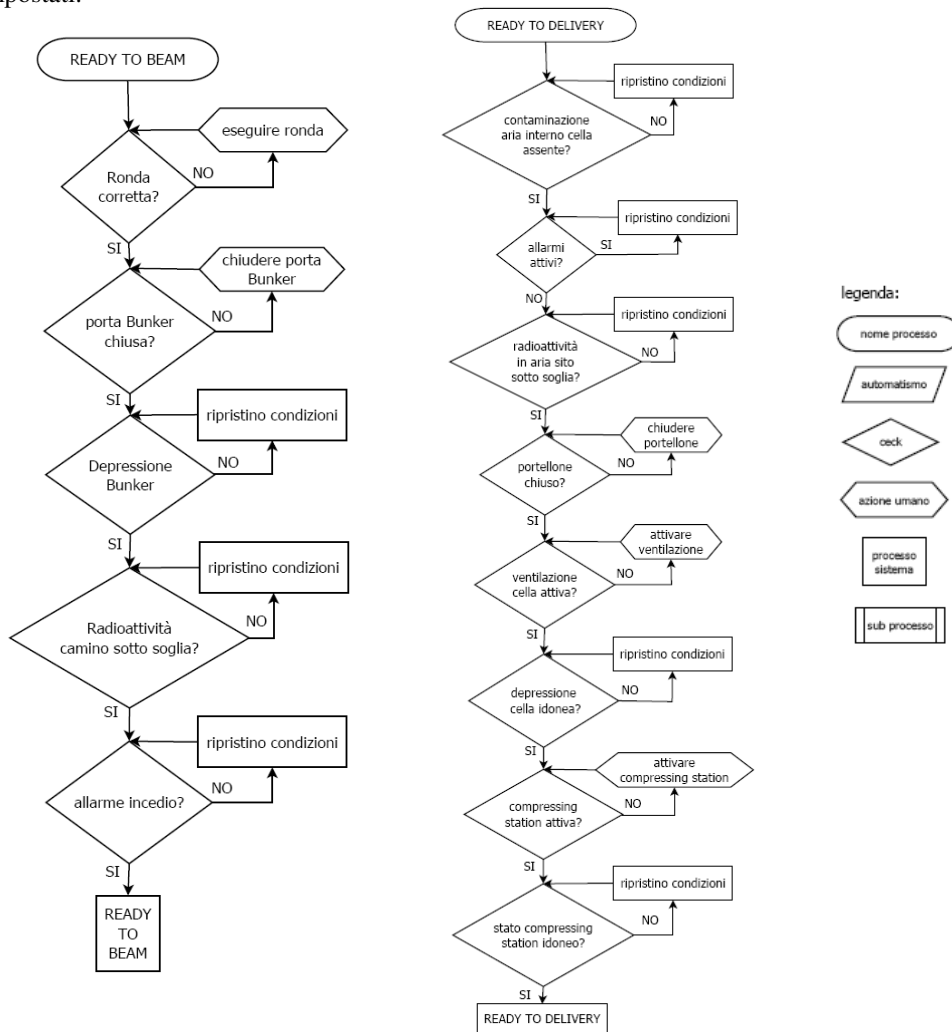 impostati.
READY TO BEAM
eseguire ronda
NO
Ronda
corretta?
SI
chiudere porta
Bunker
NO
porta Bunker
chiusa?
SI
ripristino condizioni
NO
Depressione
Bunker
SI
ripristino condizioni
NO
Radioattività
camino sotto soglia?
SI
ripristino condizioni
NO
allarme incedio?
SI
READY
TO
BEAM
READY TO DELIVERY
ripristino condizioni
NO
contaminazione
aria interno cella
assente?
SI
ripristino condizioni
SI
allarmi
attivi?
NO
ripristino condizioni
NO
radioattività
in aria sito
sotto soglia?
SI
chiudere
portellone
NO
portellone
chiuso?
SI
attivare
ventilazione
NO
ventilazione
cella attiva?
SI
ripristino condizioni
NO
depressione
cella idonea?
SI
attivare
compressing station
NO
compressing
station attiva?
SI
ripristino condizioni
NO
stato compressing
station idoneo?
SI
READY TO DELIVERY
legenda:
nome processo
automatismo
ceck
azione umano
processo
sistema
sub processo